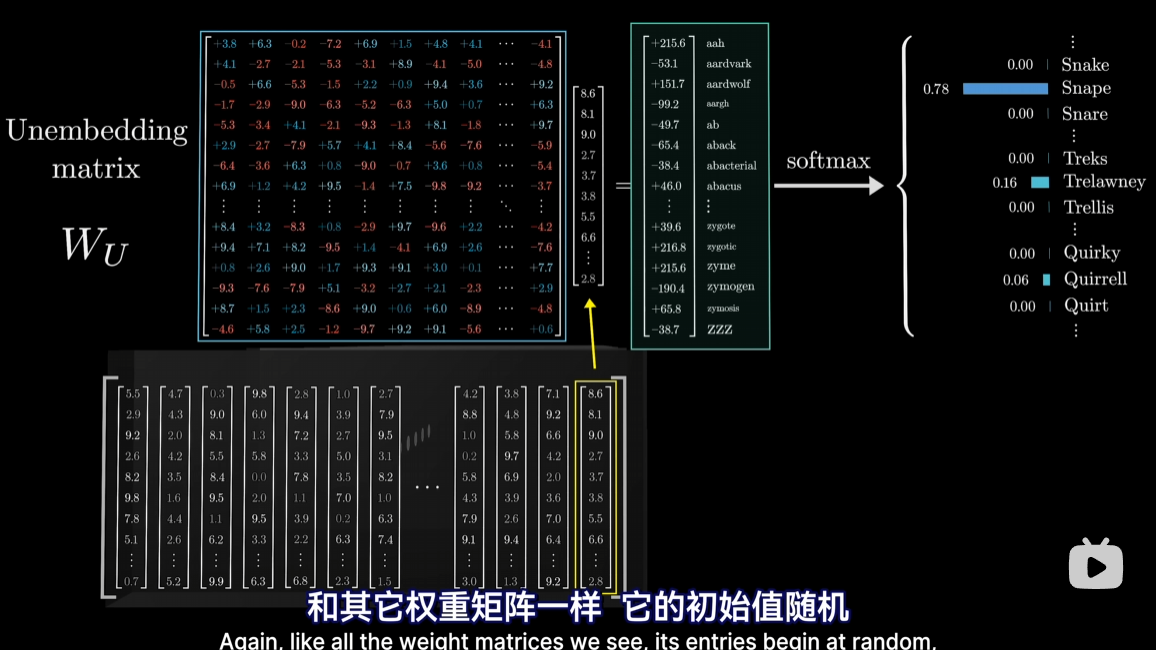 Unembedding
matrix
W_U
+3.8 +6.3 −0.2 −7.2 +6.9 +1.5 +4.8 +4.1 ⋯ −4.1
+4.1 −2.7 −2.1 −5.3 −3.1 +8.9 −4.1 −5.0 ⋯ −4.8
−0.5 +6.6 −5.3 −1.5 +2.2 +0.9 +9.4 +3.6 ⋯ +9.2
−1.7 −2.9 −9.0 −6.3 −5.2 −6.3 +5.0 +0.7 ⋯ +6.3
−5.3 −3.4 +4.1 −2.1 −9.3 −1.3 +8.1 −1.8 ⋯ +9.7
+2.9 −2.7 −7.9 +5.7 +4.1 +8.4 −5.6 −7.6 ⋯ −5.9
−6.4 −3.6 +6.3 +0.8 −9.0 −0.7 +3.6 +0.8 ⋯ −5.4
+6.9 +1.2 +4.2 +9.5 −1.4 +7.5 −9.8 −9.2 ⋯ −3.7
⋮ ⋮ ⋮ ⋮ ⋮ ⋮ ⋮ ⋮ ⋱ ⋮
+8.4 +3.2 −8.3 +0.8 −2.9 +9.7 −9.6 +2.2 ⋯ −4.2
+9.4 +7.1 +8.2 −9.5 +1.4 −4.1 +6.9 +2.6 ⋯ −7.6
+0.8 +2.6 +9.0 +1.7 +9.3 +9.1 +3.0 +0.1 ⋯ +7.7
−9.3 −7.6 −7.9 +5.1 −3.2 +2.7 +2.1 −2.3 ⋯ +2.9
+8.7 +1.5 +2.3 −8.6 +9.0 +0.6 +6.0 −8.9 ⋯ −4.8
−4.6 +5.8 +2.5 −1.2 −9.7 +9.2 +9.1 −5.6 ⋯ +0.6
8.6
8.1
9.0
2.7
3.7
3.8
5.5
6.6
⋮
2.8
=
+215.6 aah
−53.1 aardvark
+151.7 aardwolf
−99.2 aargh
−49.7 ab
−65.4 aback
−38.4 abacterial
+46.0 abacus
⋮ ⋮
+39.6 zygote
+216.8 zygotic
+215.6 zyme
−190.4 zymogen
+65.8 zymosis
−38.7 ZZZ
softmax
⋮
0.00 Snake
0.78 Snape
0.00 Snare
⋮
0.00 Treks
0.16 Trelawney
0.00 Trellis
⋮
0.00 Quirky
0.06 Quirrell
0.00 Quirt
⋮
5.5 4.7 0.3 9.8 2.8 1.0 2.7 4.2 3.8 7.1 8.6
2.9 4.3 9.0 6.0 9.4 3.9 7.9 8.8 4.8 9.2 8.1
9.2 2.0 8.1 1.3 7.2 2.7 9.5 1.0 5.8 6.6 9.0
2.6 4.2 5.5 5.8 3.3 5.0 3.1 0.2 9.7 4.2 2.7
8.2 3.5 8.4 0.0 7.8 3.5 8.2 ⋯ 5.8 6.9 2.0 3.7
9.8 1.6 9.5 2.0 1.1 7.0 1.0 4.3 3.9 3.6 3.8
7.8 4.4 1.1 9.5 3.9 0.2 6.3 7.9 2.6 7.0 5.5
5.1 2.6 6.2 3.3 2.2 6.3 7.4 9.1 9.4 6.4 6.6
⋮ ⋮ ⋮ ⋮ ⋮ ⋮ ⋮ ⋮ ⋮ ⋮ ⋮
0.7 5.2 9.9 6.3 6.8 2.3 1.5 3.0 1.3 9.2 2.8
和其它权重矩阵一样 它的初始值随机
Again, like all the weight matrices we see, its entries begin at random,